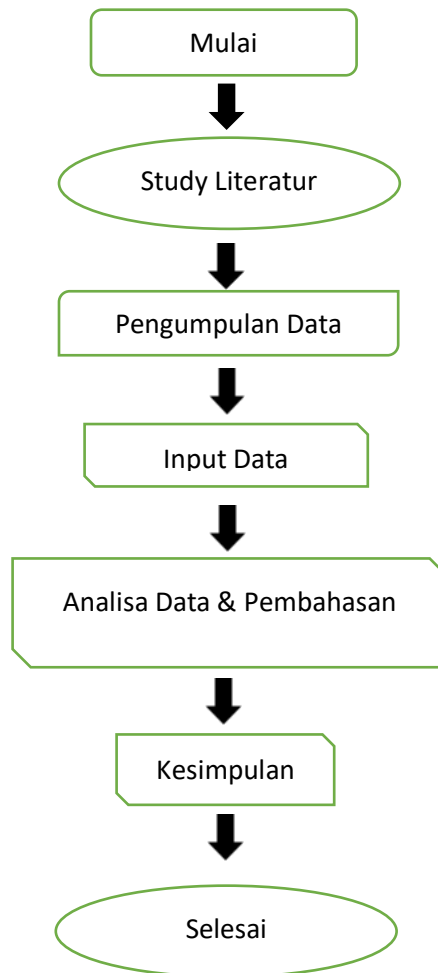 Mulai
Study Literatur
Pengumpulan Data
Input Data
Analisa Data & Pembahasan
Kesimpulan
Selesai